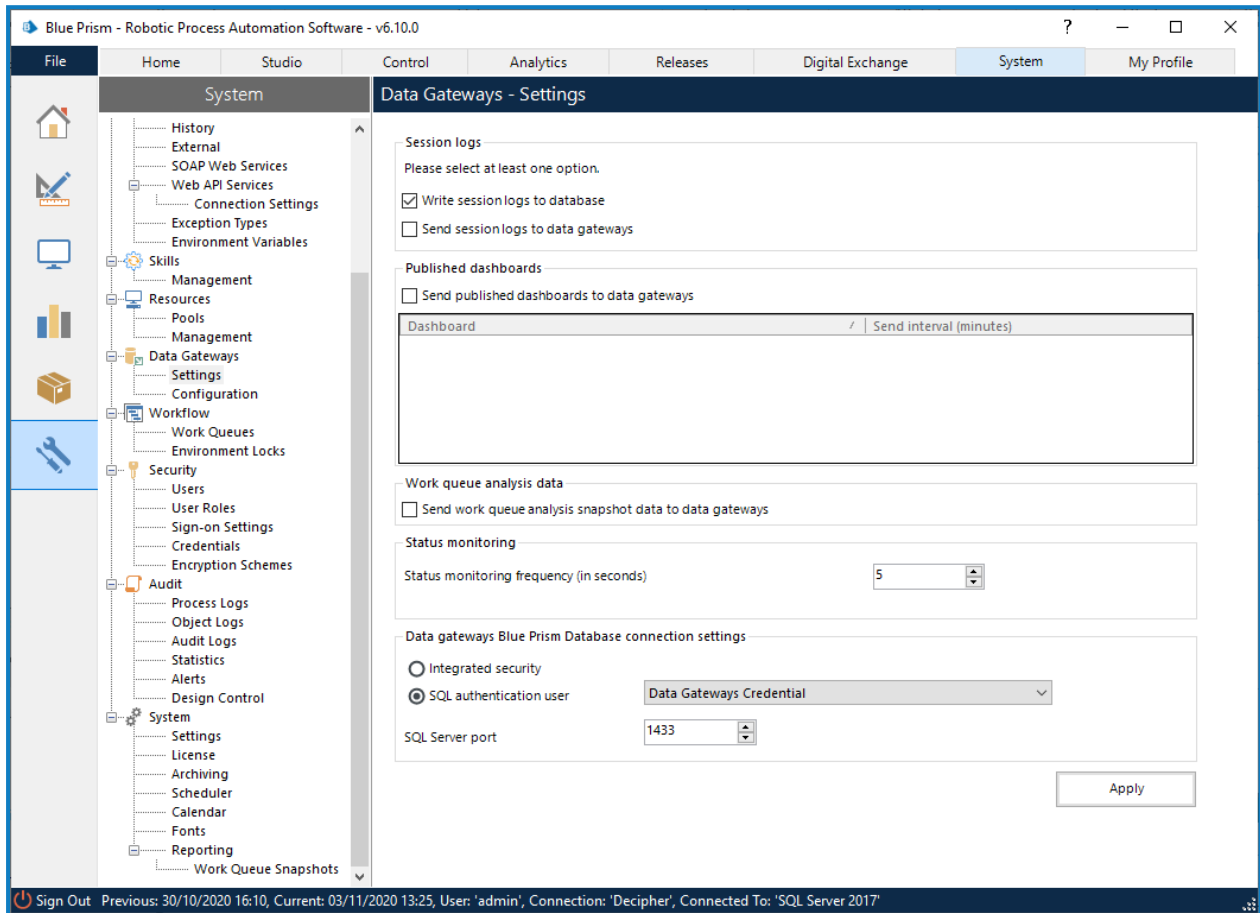 Blue Prism - Robotic Process Automation Software - v6.10.0
?
File Home Studio Control Analytics Releases Digital Exchange System My Profile
System
History
External
SOAP Web Services
Web API Services
Connection Settings
Exception Types
Environment Variables
Skills
Management
Resources
Pools
Management
Data Gateways
Settings
Configuration
Workflow
Work Queues
Environment Locks
Security
Users
User Roles
Sign-on Settings
Credentials
Encryption Schemes
Audit
Process Logs
Object Logs
Audit Logs
Statistics
Alerts
Design Control
System
Settings
License
Archiving
Scheduler
Calendar
Fonts
Reporting
Work Queue Snapshots
Data Gateways - Settings
Session logs
Please select at least one option.
Write session logs to database
Send session logs to data gateways
Published dashboards
Send published dashboards to data gateways
Dashboard Send interval (minutes)
Work queue analysis data
Send work queue analysis snapshot data to data gateways
Status monitoring
Status monitoring frequency (in seconds) 5
Data gateways Blue Prism Database connection settings
Integrated security
SQL authentication user Data Gateways Credential
SQL Server port 1433
Apply
Sign Out Previous: 30/10/2020 16:10, Current: 03/11/2020 13:25, User: 'admin', Connection: 'Decipher', Connected To: 'SQL Server 2017'